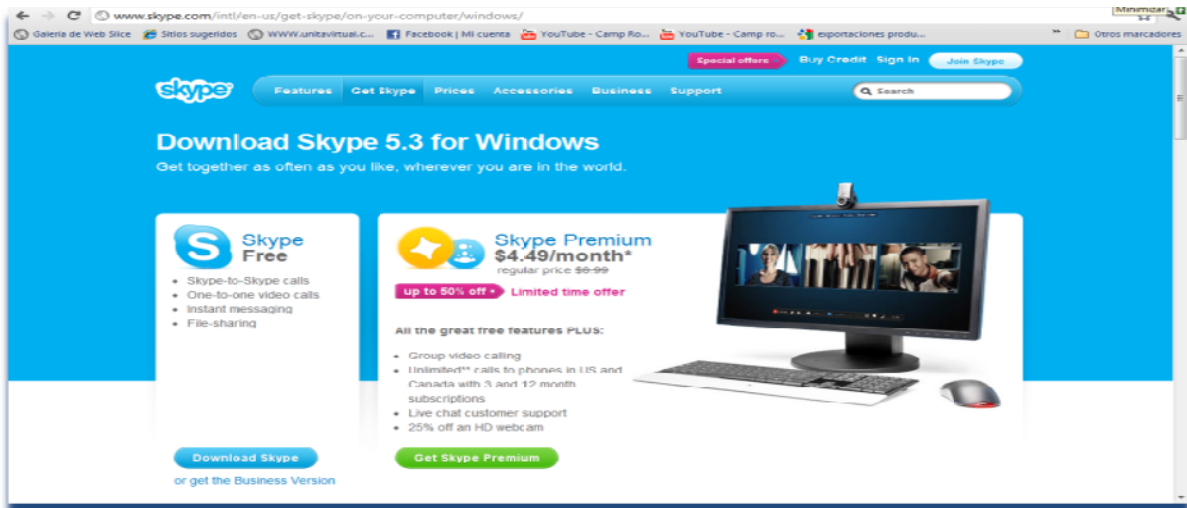 Minimizar
www.skype.com/intl/en-us/get-skype/on-your-computer/windows/
Galeria de Web Slice Sitios sugeridos WWW.unitavirtual.c... Facebook | Mi cuenta YouTube - Camp Ro... YouTube - Camp ro... exportaciones produ... » Otros marcadores
Special offers Buy Credit Sign In Join Skype
skype Features Get Skype Prices Accessories Business Support Search
Download Skype 5.3 for Windows
Get together as often as you like, wherever you are in the world.
Skype
Free
• Skype-to-Skype calls
• One-to-one video calls
• Instant messaging
• File-sharing
Download Skype
or get the Business Version
Skype Premium
$4.49/month*
regular price $8.99
up to 50% off • Limited time offer
All the great free features PLUS:
• Group video calling
• Unlimited** calls to phones in US and
Canada with 3 and 12 month
subscriptions
• Live chat customer support
• 25% off an HD webcam
Get Skype Premium